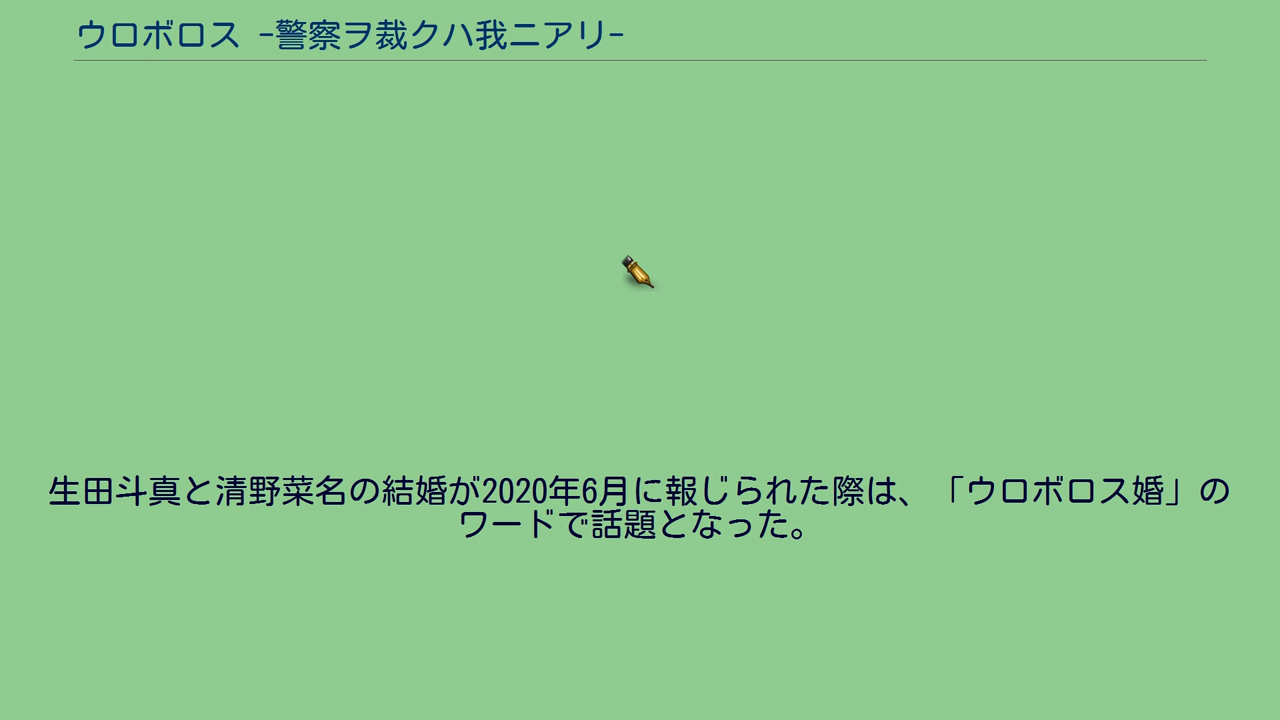 ウロボロス -警察ヲ裁クハ我ニアリ-
生田斗真と清野菜名の結婚が2020年6月に報じられた際は、「ウロボロス婚」の
ワードで話題となった。